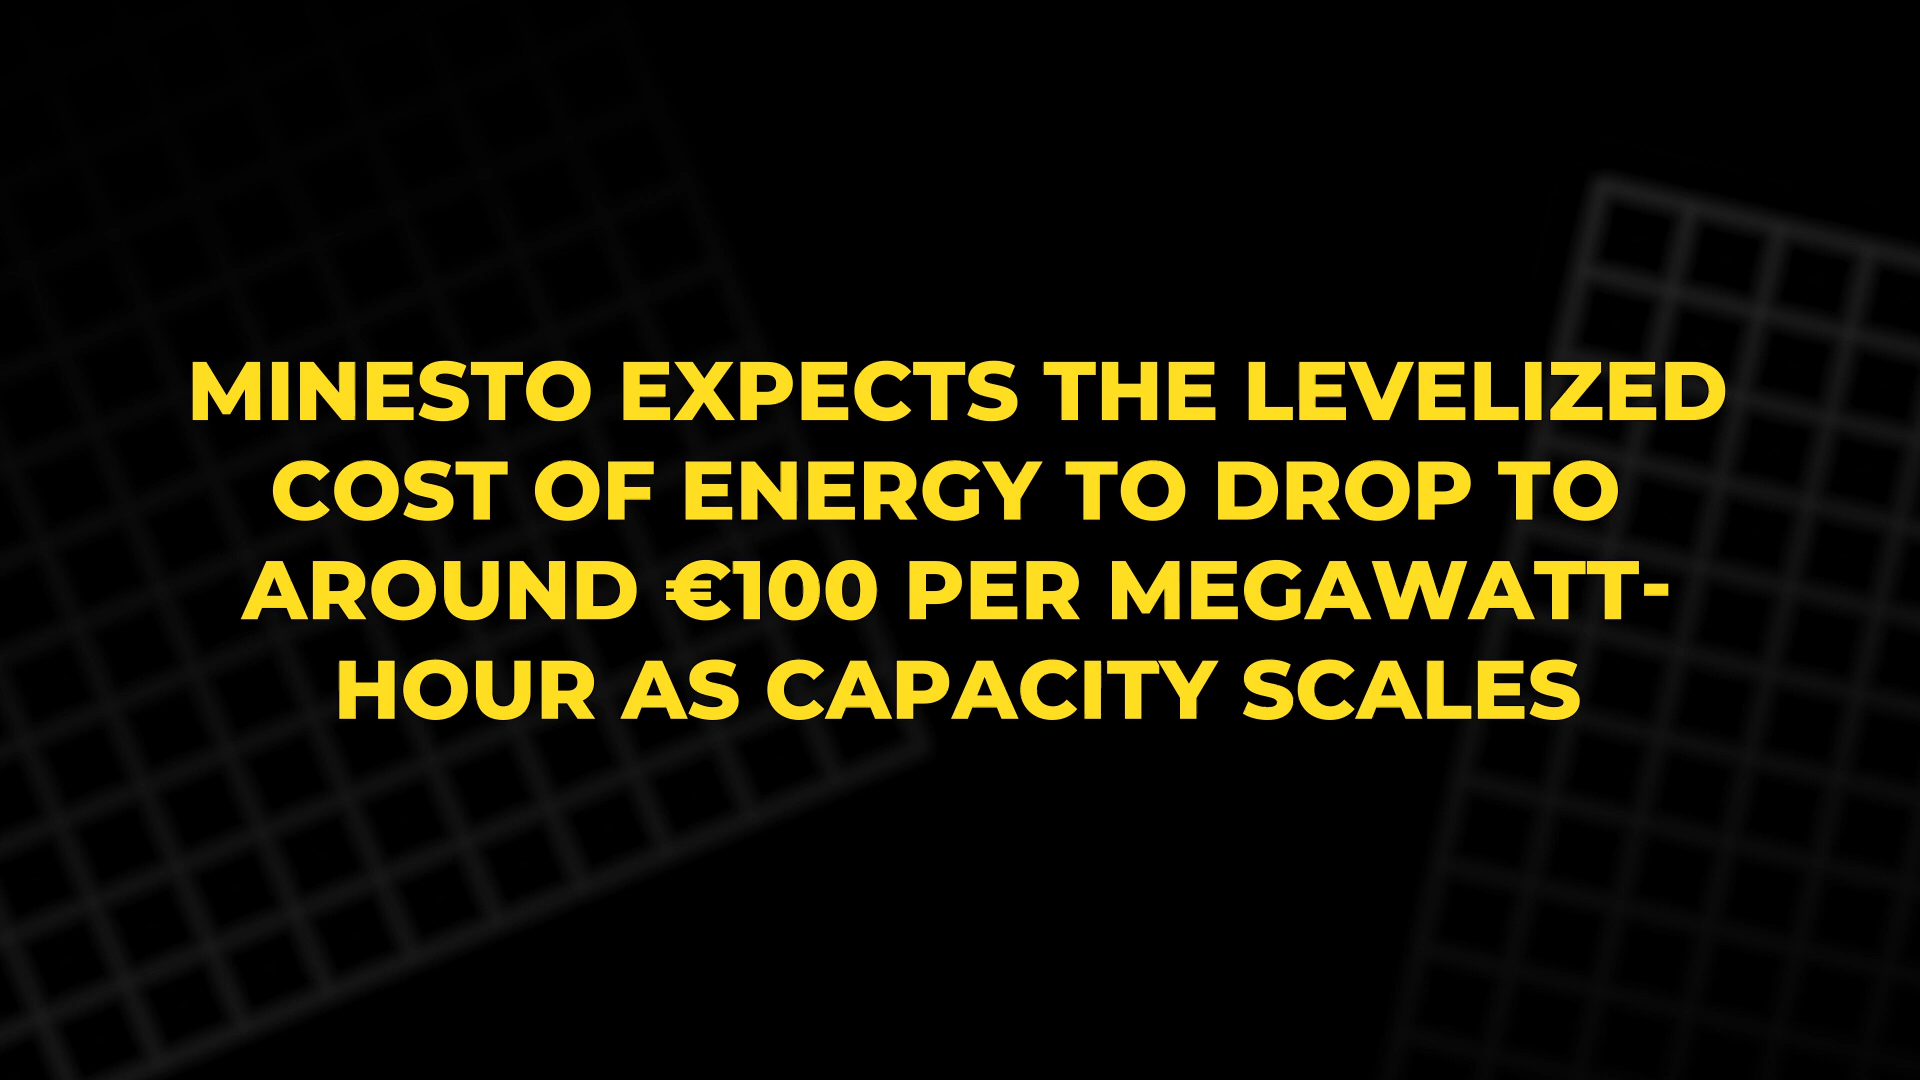 MINESTO EXPECTS THE LEVELIZED
COST OF ENERGY TO DROP TO
AROUND €100 PER MEGAWATT-
HOUR AS CAPACITY SCALES